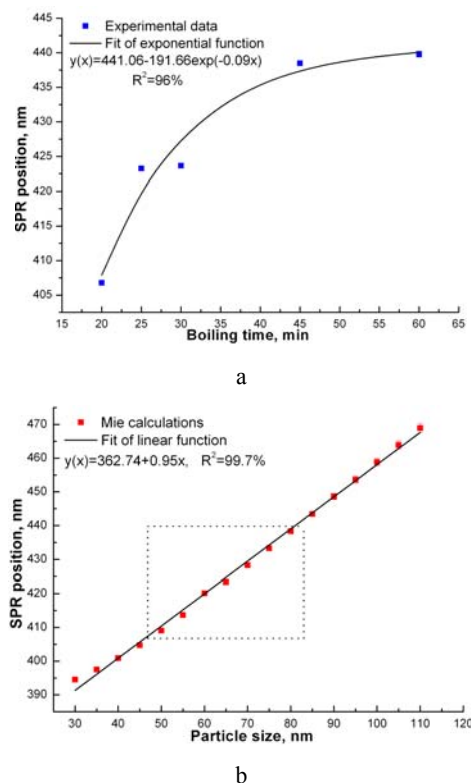 445
440
435
430
425
420
415
410
405
SPR position, nm
Experimental data
Fit of exponential function
y(x)=441.06-191.66exp(-0.09x)
R²=96%
15 20 25 30 35 40 45 50 55 60 65
Boiling time, min
a
470
460
450
440
430
420
410
400
390
SPR position, nm
Mie calculations
Fit of linear function
y(x)=362.74+0.95x, R²=99.7%
30 40 50 60 70 80 90 100 110 120
Particle size, nm
b